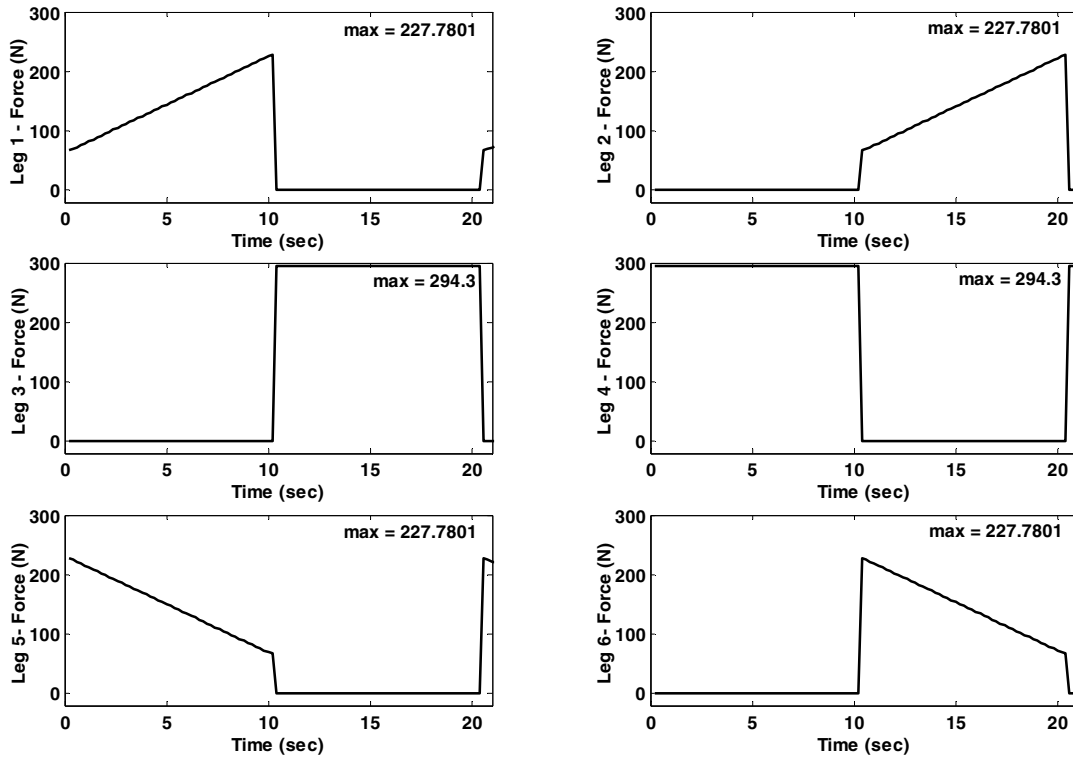 max = 227.7801
Leg 1 - Force (N)
300
200
100
0
0 5 10 15 20
Time (sec)
max = 227.7801
Leg 2 - Force (N)
300
200
100
0
0 5 10 15 20
Time (sec)
max = 294.3
Leg 3 - Force (N)
300
200
100
0
0 5 10 15 20
Time (sec)
max = 294.3
Leg 4 - Force (N)
300
200
100
0
0 5 10 15 20
Time (sec)
max = 227.7801
Leg 5- Force (N)
300
200
100
0
0 5 10 15 20
Time (sec)
max = 227.7801
Leg 6- Force (N)
300
200
100
0
0 5 10 15 20
Time (sec)